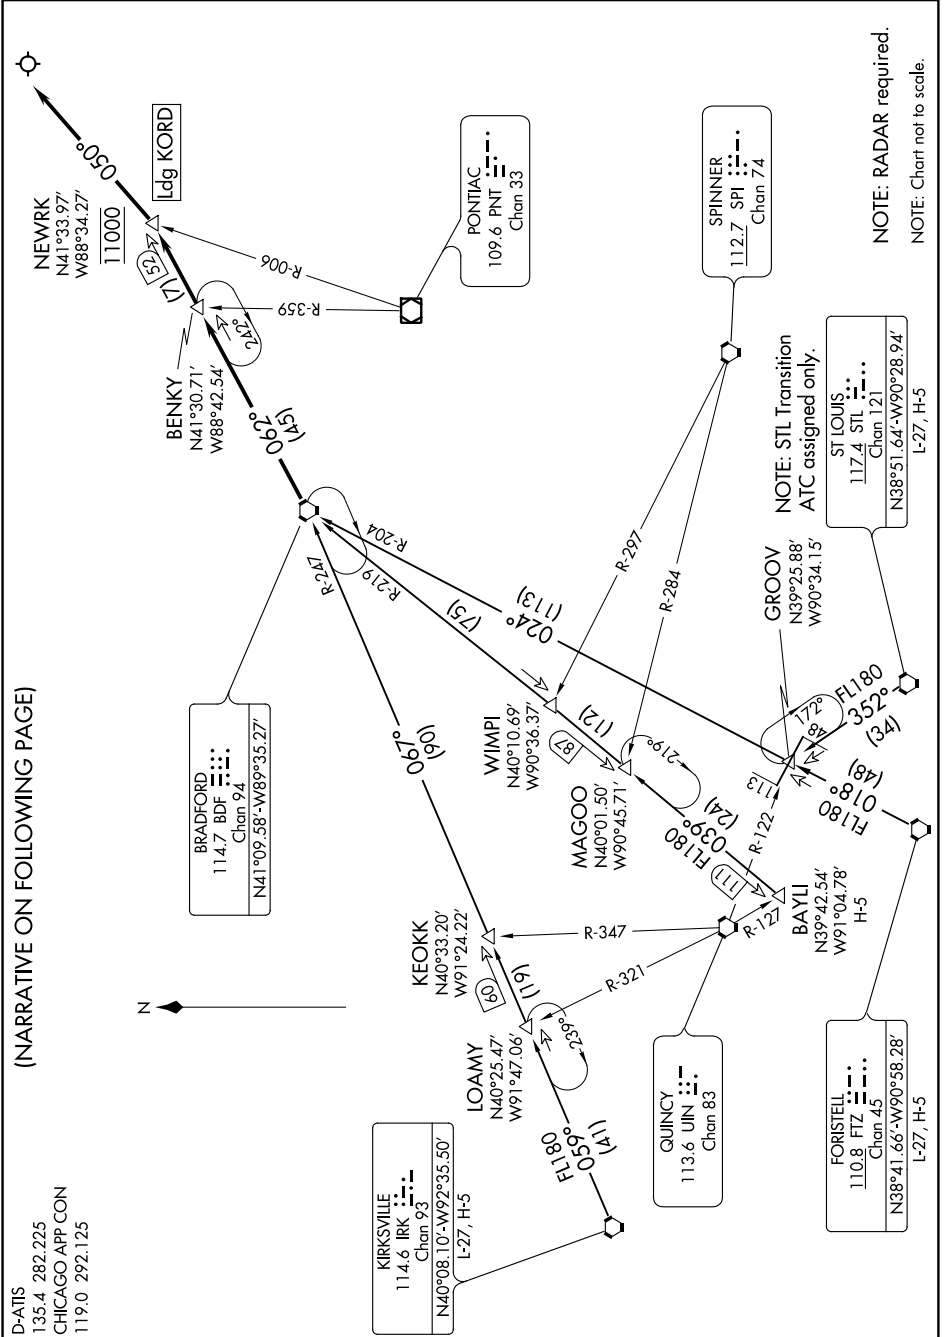 (NARRATIVE ON FOLLOWING PAGE)
D-ATIS
135.4 282.225
CHICAGO APP CON
119.0 292.125
NEWRK
N41°33.97'
W88°34.27'
11000
050°
Ldg KORD
(7)
52
BENKY
N41°30.71'
W88°42.54'
242°
R-006
R-359
PONTIAC
109.6 PNT
Chan 33
062°
(45)
BRADFORD
114.7 BDF
Chan 94
N41°09.58'-W89°35.27'
R-247
R-219
R-204
SPINNER
112.7 SPI
Chan 74
R-297
R-284
N
067°
(90)
(75)
024°
(113)
WIMPI
N40°10.69'
W90°36.37'
(12)
87
MAGOO
N40°01.50'
W90°45.71'
219°
FL180
039°
(24)
111
KEOKK
N40°33.20'
W91°24.22'
60
(19)
LOAMY
N40°25.47'
W91°47.06'
239°
FL180
059°
(41)
KIRKSVILLE
114.6 IRK
Chan 93
N40°08.10'-W92°35.50'
L-27, H-5
R-347
R-321
R-127
R-122
QUINCY
113.6 UIN
Chan 83
BAYLI
N39°42.54'
W91°04.78'
H-5
GROOV
N39°25.88'
W90°34.15'
172°
48
113
FL180
352°
(34)
FL180
018°
(48)
FORISTELL
110.8 FTZ
Chan 45
N38°41.66'-W90°58.28'
L-27, H-5
NOTE: STL Transition
ATC assigned only.
ST LOUIS
117.4 STL
Chan 121
N38°51.64'-W90°28.94'
L-27, H-5
NOTE: RADAR required.
NOTE: Chart not to scale.